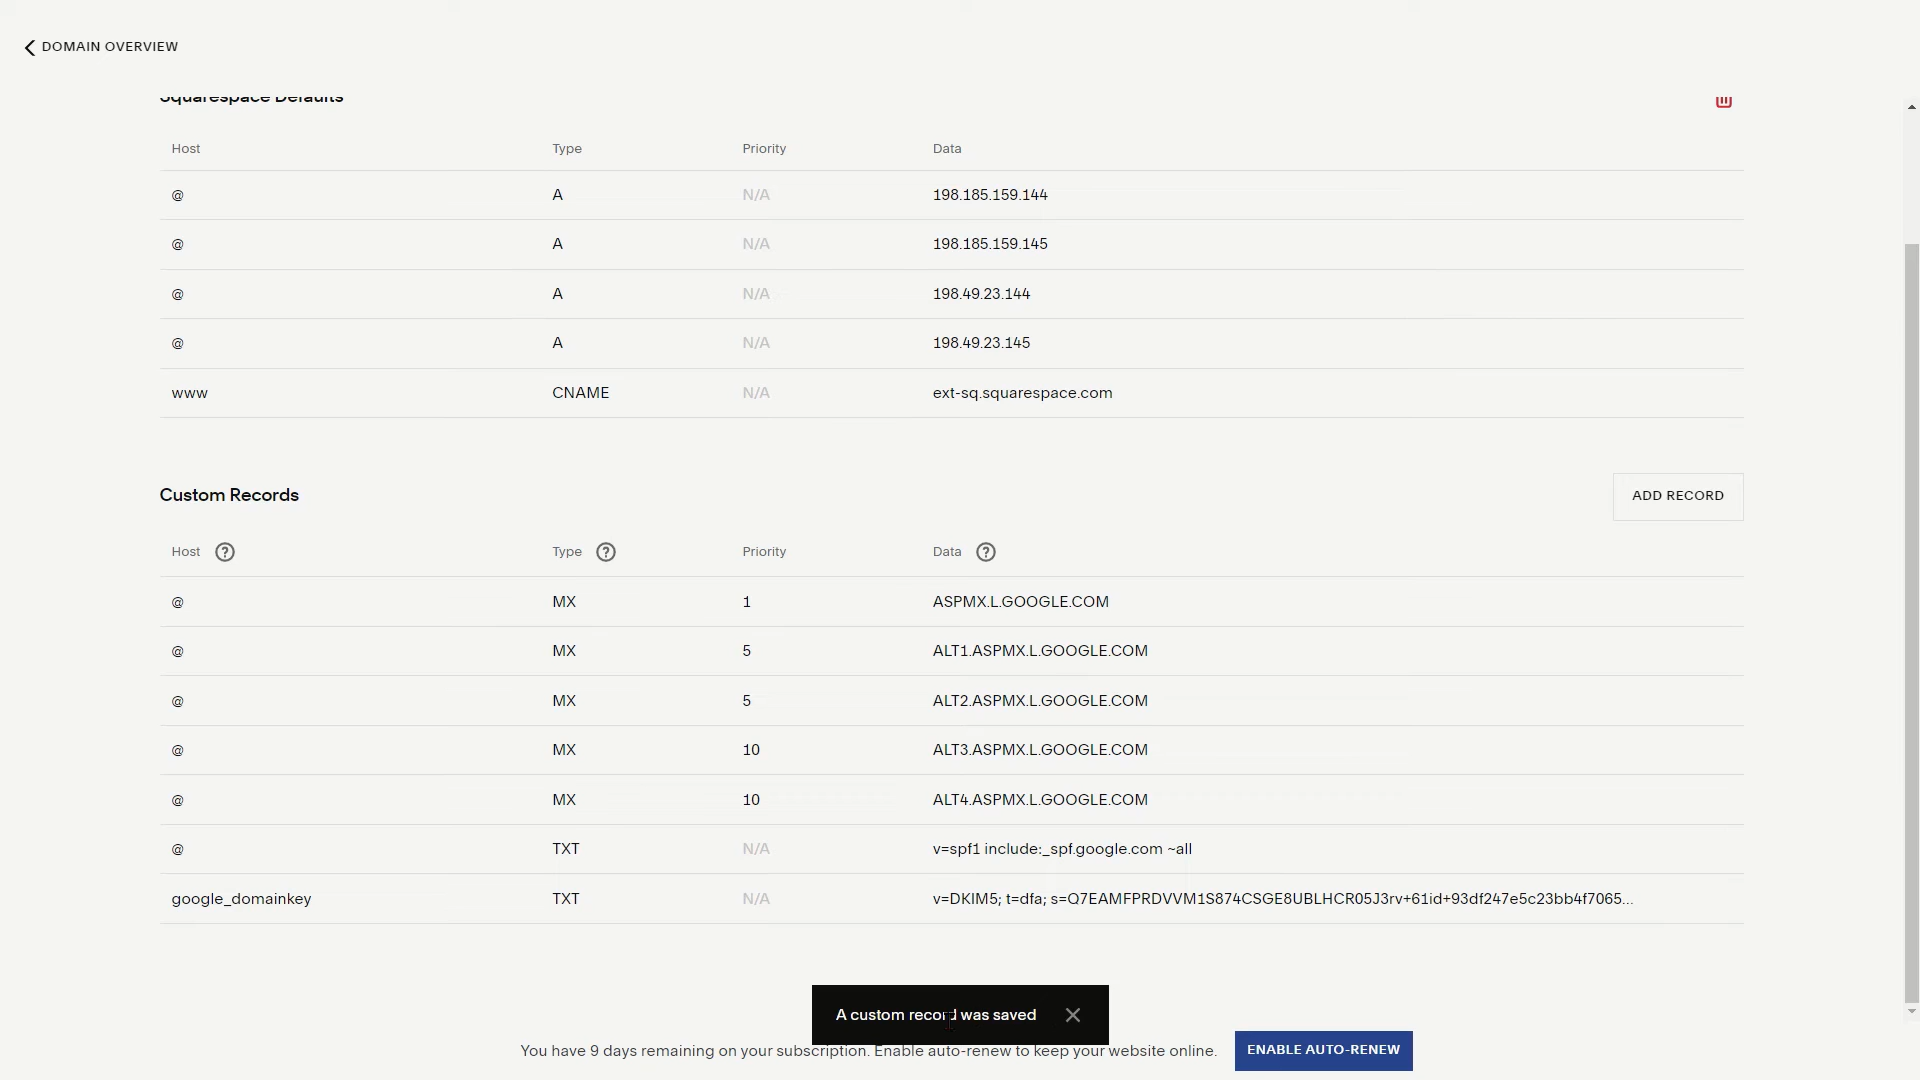 DOMAIN OVERVIEW
Squarespace Defaults
Host Type Priority Data
@ A N/A 198.185.159.144
@ A N/A 198.185.159.145
@ A N/A 198.49.23.144
@ A N/A 198.49.23.145
www CNAME N/A ext-sq.squarespace.com
Custom Records
ADD RECORD
Host ? Type ? Priority Data ?
@ MX 1 ASPMX.L.GOOGLE.COM
@ MX 5 ALT1.ASPMX.L.GOOGLE.COM
@ MX 5 ALT2.ASPMX.L.GOOGLE.COM
@ MX 10 ALT3.ASPMX.L.GOOGLE.COM
@ MX 10 ALT4.ASPMX.L.GOOGLE.COM
@ TXT N/A v=spf1 include:_spf.google.com ~all
google_domainkey TXT N/A v=DKIM5; t=dfa; s=Q7EAMFPRDVVM1S874CSGE8UBLHCR05J3rv+61id+93df247e5c23bb4f7065...
A custom record was saved
You have 9 days remaining on your subscription. Enable auto-renew to keep your website online.
ENABLE AUTO-RENEW